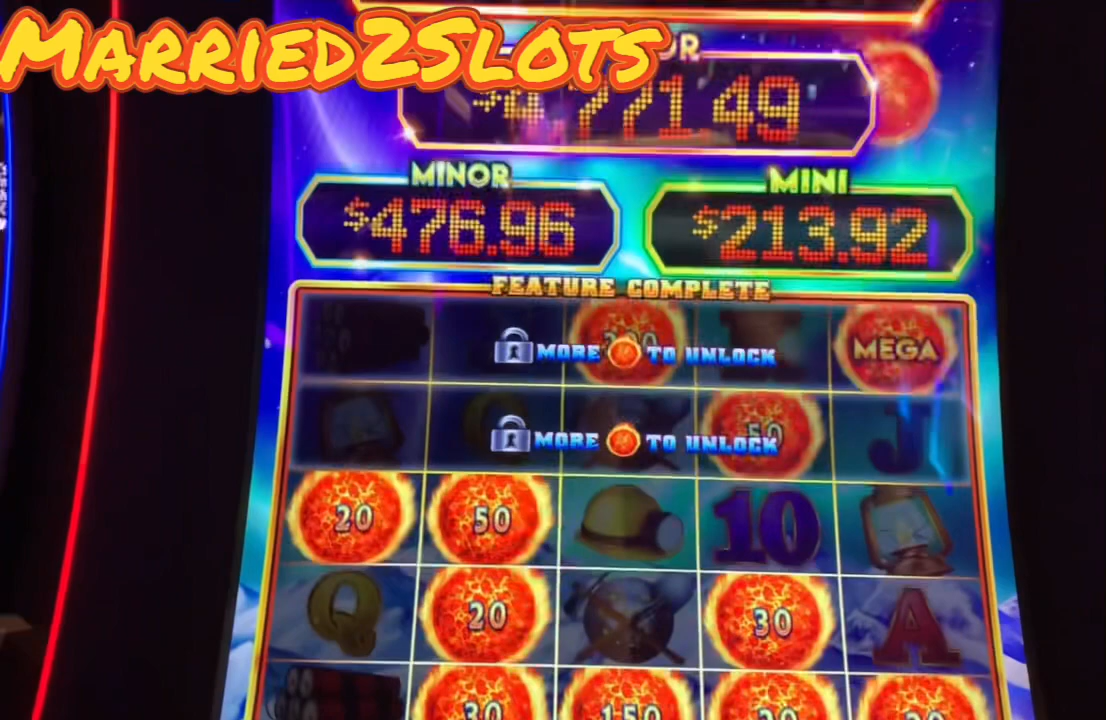 MARRIED2SLOTS
MINOR
MINI
$476.96
$213.92
FEATURE COMPLETE
MORE TO UNLOCK
MEGA
MORE TO UNLOCK
50
J
20
50
10
Q
20
30
A
30
150